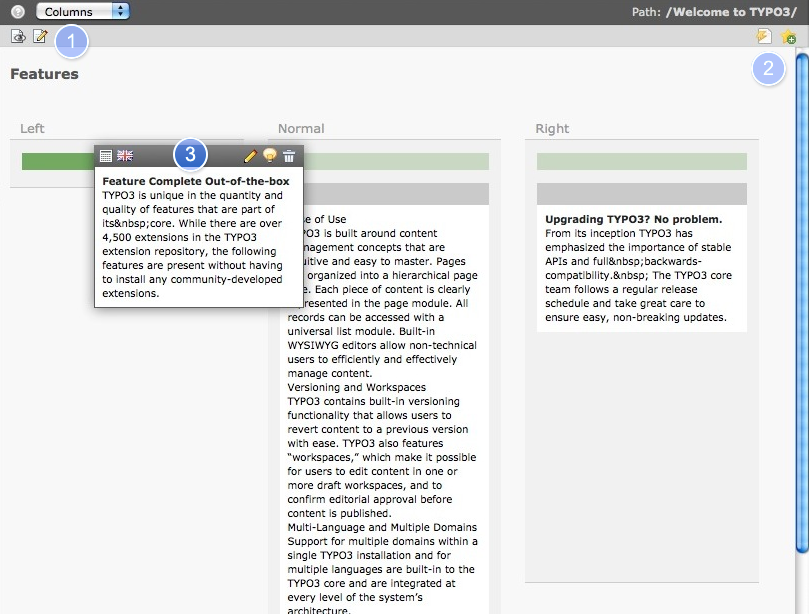 Columns
Path: /Welcome to TYPO3/
1
2
Features
Left
Normal
Right
3
Feature Complete Out-of-the-box
TYPO3 is unique in the quantity and
quality of features that are part of
its&nbsp;core. While there are over
4,500 extensions in the TYPO3
extension repository, the following
features are present without having
to install any community-developed
extensions.
of Use
is built around content
concepts that are
and easy to master. Pages
organized into a hierarchical page
Each piece of content is clearly
presented in the page module. All
records can be accessed with a
universal list module. Built-in
WYSIWYG editors allow non-technical
users to efficiently and effectively
manage content.
Versioning and Workspaces
TYPO3 contains built-in versioning
functionality that allows users to
revert content to a previous version
with ease. TYPO3 also features
“workspaces,” which make it possible
for users to edit content in one or
more draft workspaces, and to
confirm editorial approval before
content is published.
Multi-Language and Multiple Domains
Support for multiple domains within a
single TYPO3 installation and for
multiple languages are built-in to the
TYPO3 core and are integrated at
every level of the system’s
architecture.
Upgrading TYPO3? No problem.
From its inception TYPO3 has
emphasized the importance of stable
APIs and full&nbsp;backwards-
compatibility.&nbsp; The TYPO3 core
team follows a regular release
schedule and take great care to
ensure easy, non-breaking updates.